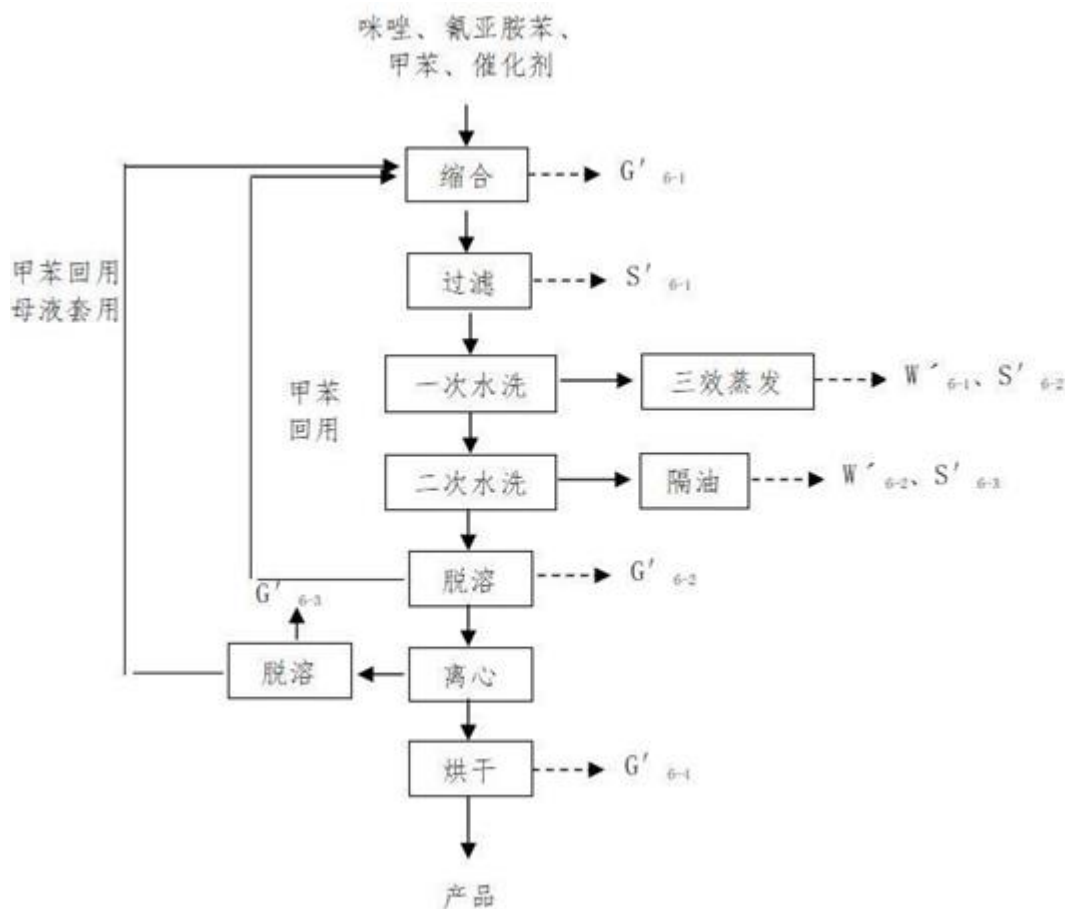 咪唑、氰亚胺苯、
甲苯、催化剂
缩合
G′ 6-1
过滤
S′ 6-1
甲苯回用
母液套用
一次水洗
三效蒸发
W′ 6-1、S′ 6-2
甲苯
回用
二次水洗
隔油
W′ 6-2、S′ 6-3
脱溶
G′ 6-2
G′ 6-3
脱溶
离心
烘干
G′ 6-4
产品